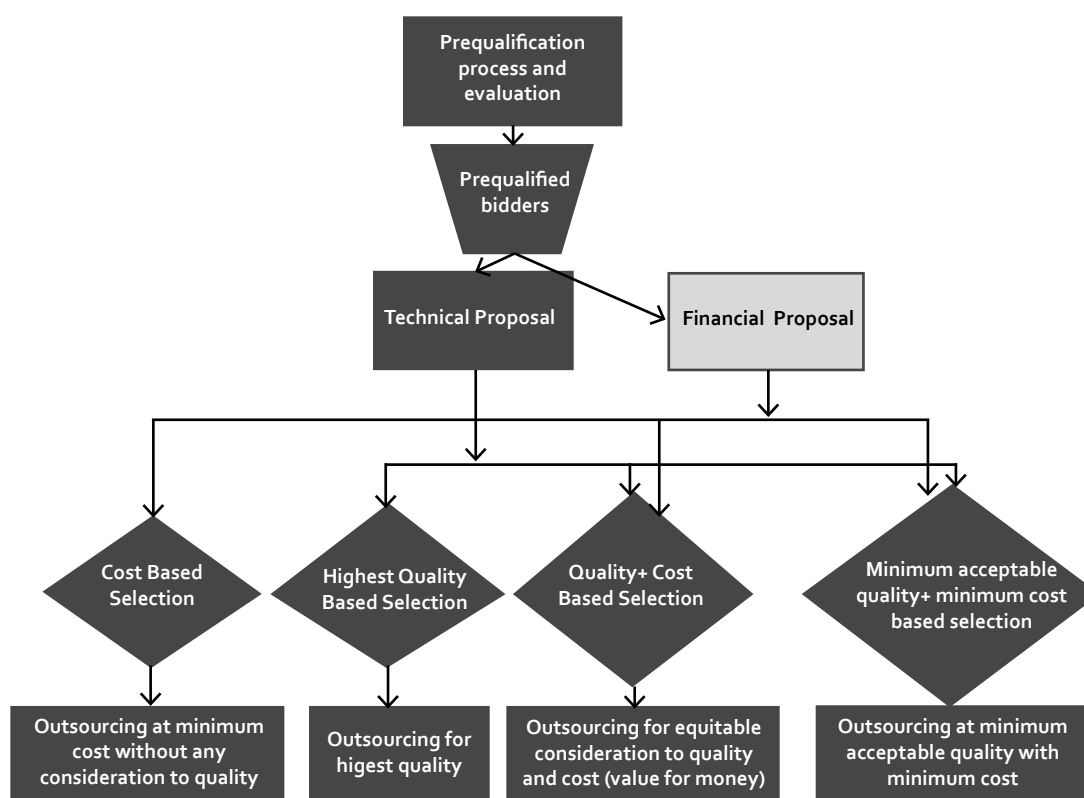 Prequalification
process and
evaluation
Prequalified
bidders
Technical Proposal
Financial Proposal
Cost Based
Selection
Highest Quality
Based Selection
Quality+ Cost
Based Selection
Minimum acceptable
quality+ minimum cost
based selection
Outsourcing at minimum
cost without any
consideration to quality
Outsourcing for
higest quality
Outsourcing for equitable
consideration to quality
and cost (value for money)
Outsourcing at minimum
acceptable quality with
minimum cost